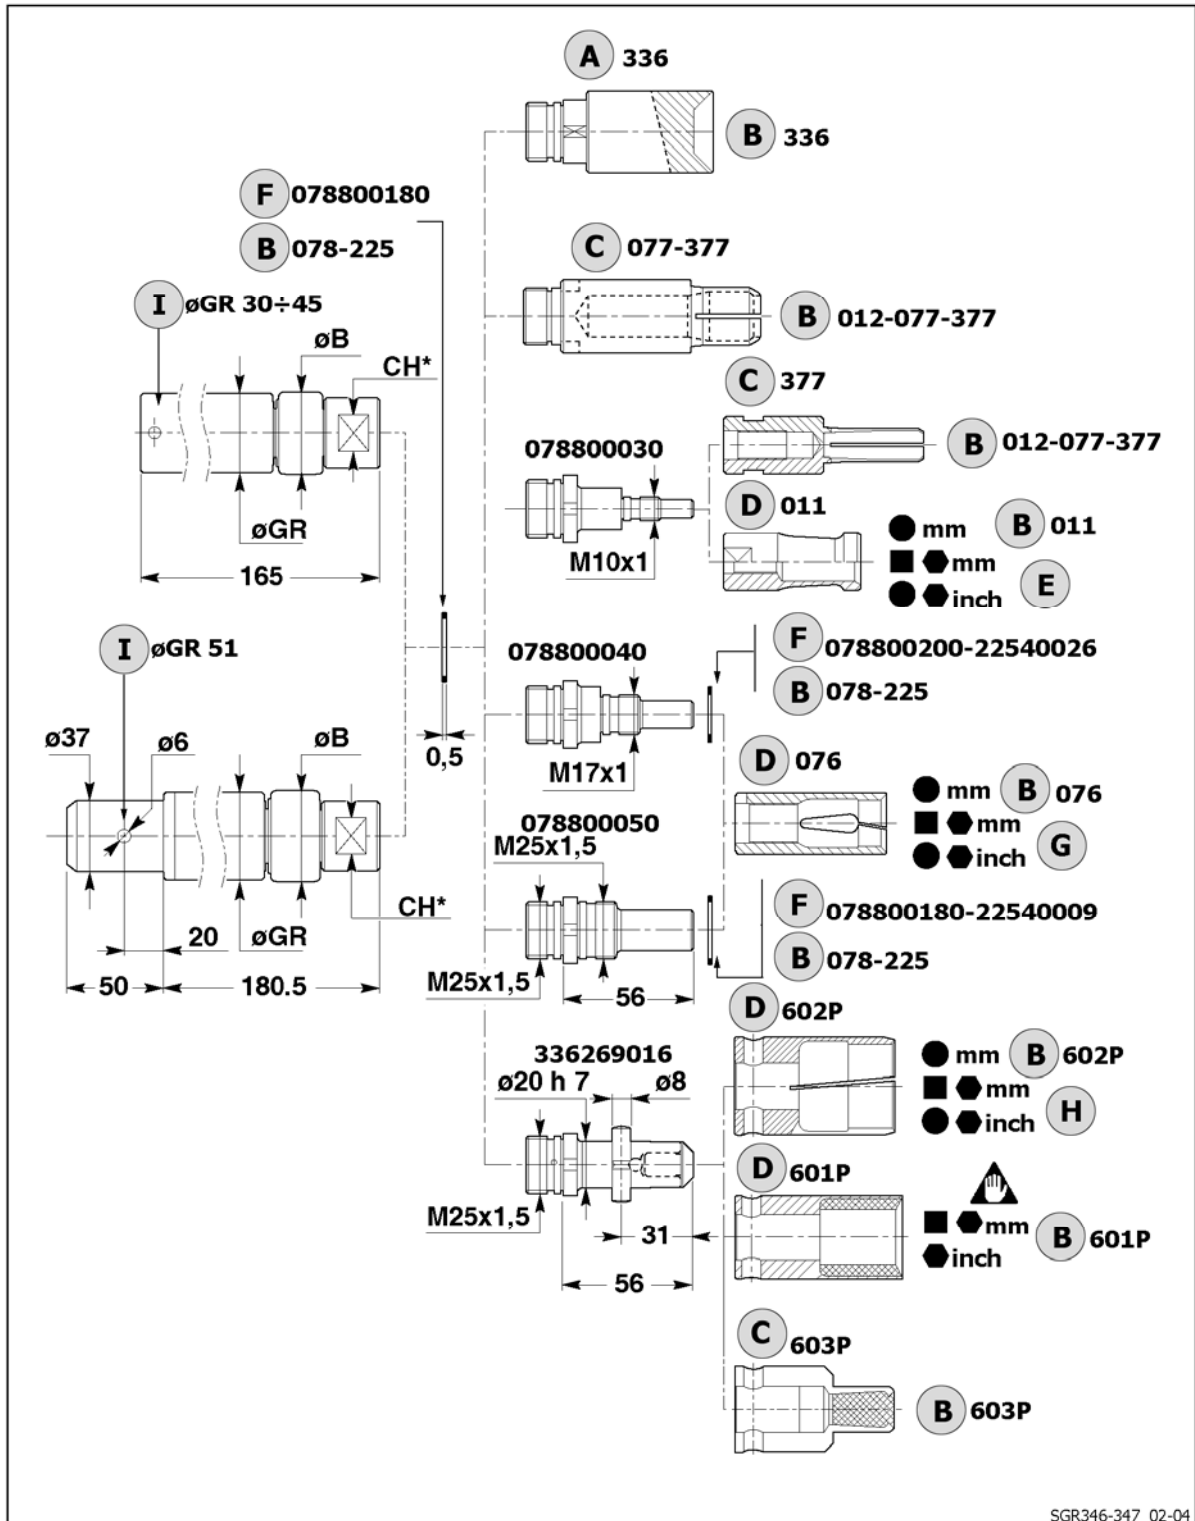 A 336
B 336
F 078800180
B 078-225
C 077-377
I øGR 30÷45
B 012-077-377
øB
CH*
C 377
078800030
B 012-077-377
D 011
mm B 011
øGR
M10x1
mm
165
inch E
I øGR 51
F 078800200-22540026
078800040
B 078-225
ø37
ø6
øB
0,5
M17x1
D 076
mm B 076
078800050
mm
M25x1,5
inch G
CH*
F 078800180-22540009
20
øGR
B 078-225
50
180.5
M25x1,5
56
D 602P
336269016
mm B 602P
ø20 h 7
ø8
mm
inch H
D 601P
M25x1,5
31
mm B 601P
inch
56
C 603P
B 603P
SGR346-347_02-04